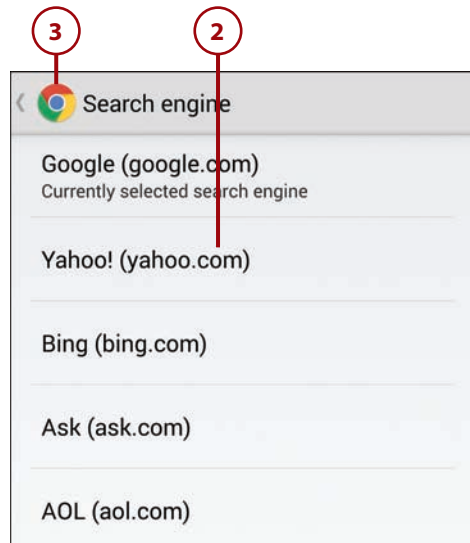 3 2
Search engine
Google (google.com)
Currently selected search engine
Yahoo! (yahoo.com)
Bing (bing.com)
Ask (ask.com)
AOL (aol.com)